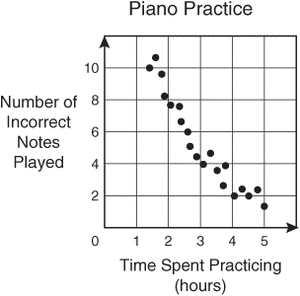 Piano Practice
10
8
6
4
2
Number of
Incorrect
Notes
Played
0 1 2 3 4 5
Time Spent Practicing
(hours)